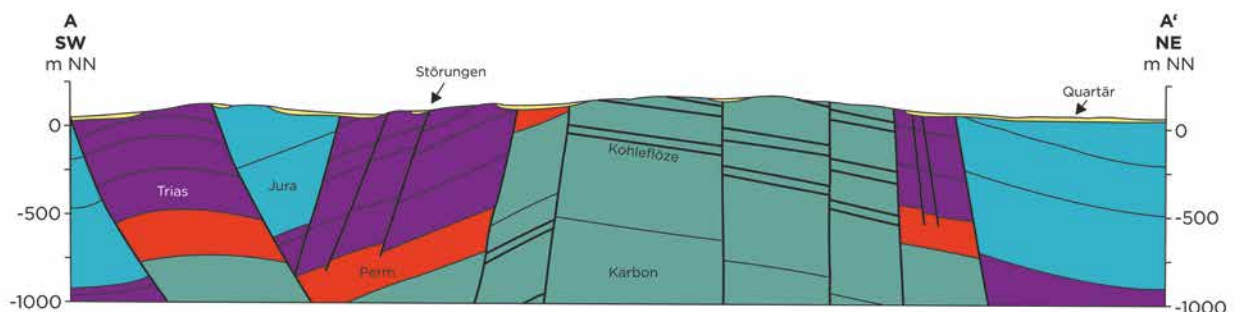 A
SW
m NN
A'
NE
m NN
Störungen
Quartär
0
-500
-1000
0
-500
-1000
Trias
Jura
Perm
Kohleflöze
Karbon